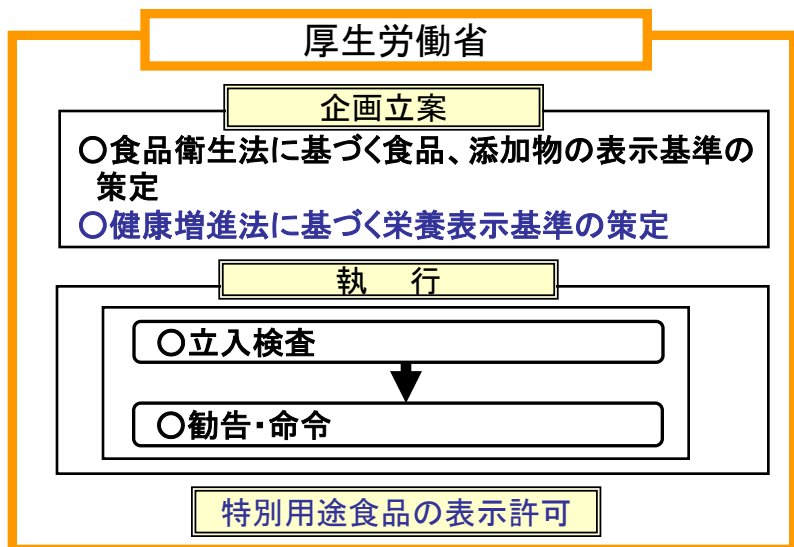 厚生労働省
企画立案
○食品衛生法に基づく食品、添加物の表示基準の
策定
○健康増進法に基づく栄養表示基準の策定
執　行
○立入検査
○勧告・命令
特別用途食品の表示許可